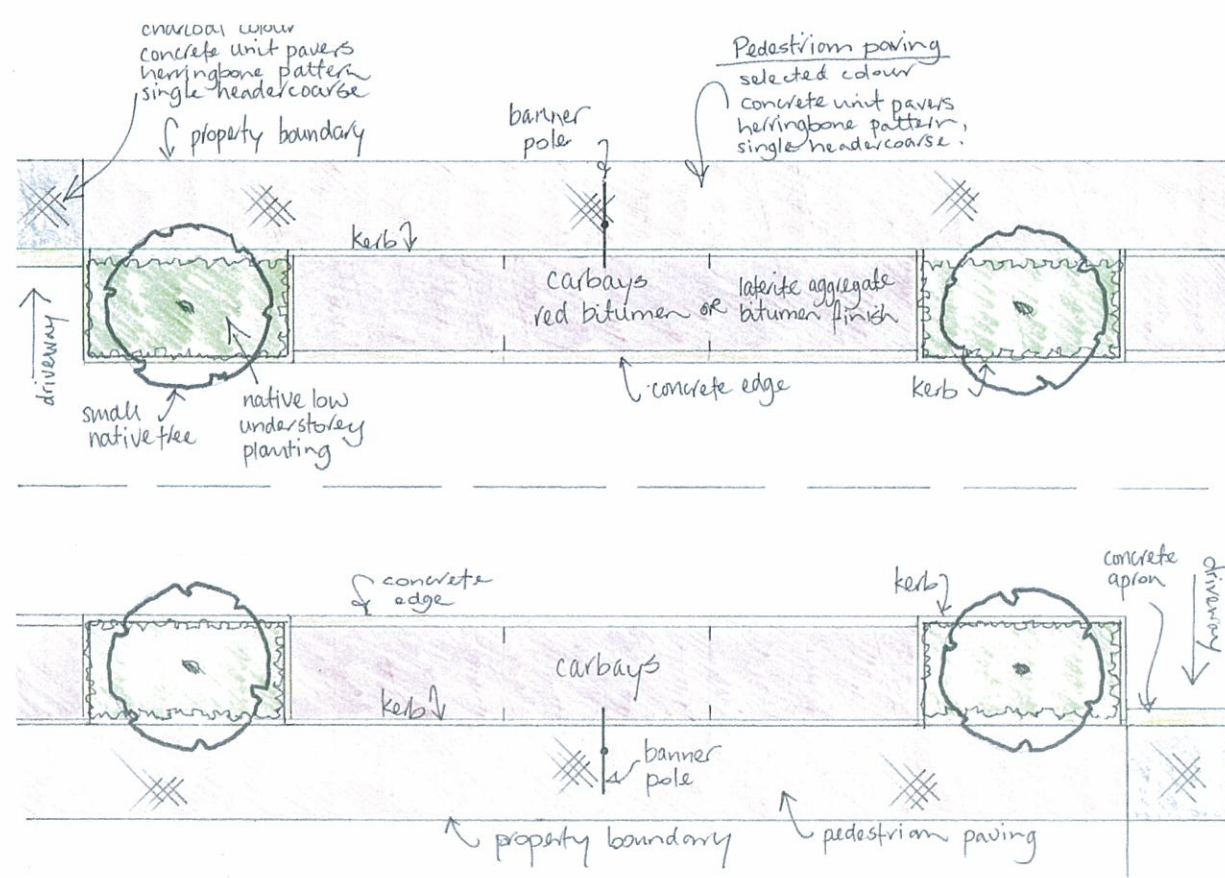 charcoal colour
concrete unit pavers
herringbone pattern
single headercoarse
property boundary
banner
pole
Pedestrian paving
selected colour
concrete unit pavers
herringbone pattern,
single headercoarse.
kerb
carbays
red bitumen or
laterite aggregate
bitumen finish
driveway
small
native tree
native low
understorey
planting
concrete edge
kerb
concrete
edge
kerb
concrete
apron
driveway
carbays
kerb
banner
pole
property boundary
pedestrian paving